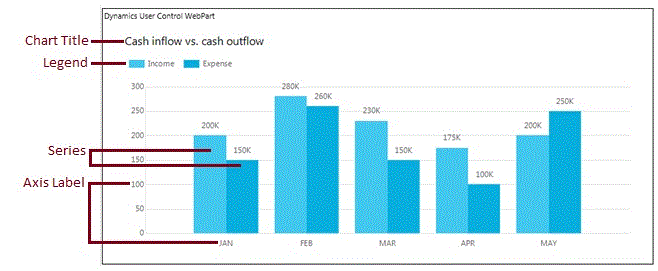 Dynamics User Control WebPart
Chart Title
Cash inflow vs. cash outflow
Legend
Income Expense
300
250
200
150
100
50
0
200K 150K 280K 260K 230K 150K 175K 100K 200K 250K
Series
Axis Label
JAN FEB MAR APR MAY